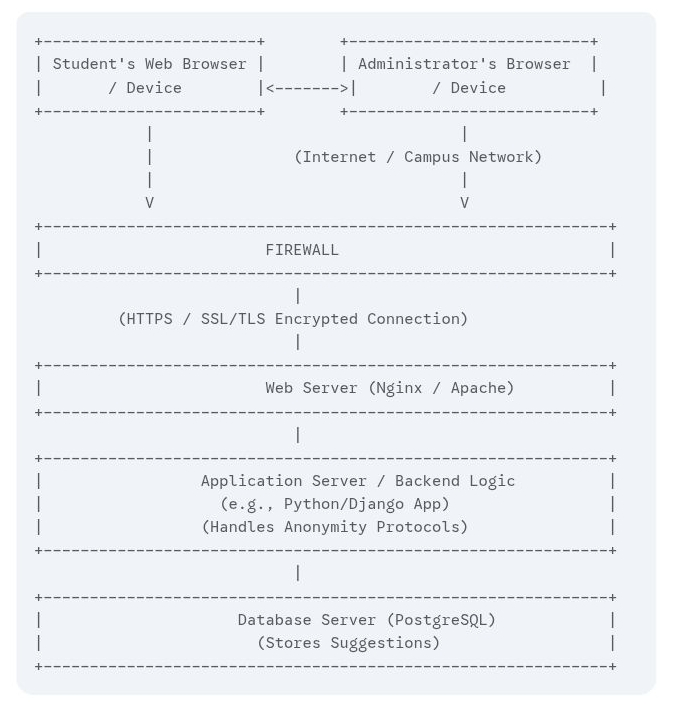 +------------------------+        +---------------------------+
| Student's Web Browser |        | Administrator's Browser  |
|       / Device        |<------->|        / Device          |
+------------------------+        +---------------------------+
            |                                 |
            |               (Internet / Campus Network)
            |                                 |
            V                                 V
+-------------------------------------------------------------+
|                        FIREWALL                             |
+-------------------------------------------------------------+
                            |
         (HTTPS / SSL/TLS Encrypted Connection)
                            |
+-------------------------------------------------------------+
|                        Web Server (Nginx / Apache)          |
+-------------------------------------------------------------+
                            |
+-------------------------------------------------------------+
|                 Application Server / Backend Logic          |
|                   (e.g., Python/Django App)                 |
|                 (Handles Anonymity Protocols)               |
+-------------------------------------------------------------+
                            |
+-------------------------------------------------------------+
|                     Database Server (PostgreSQL)            |
|                       (Stores Suggestions)                  |
+-------------------------------------------------------------+